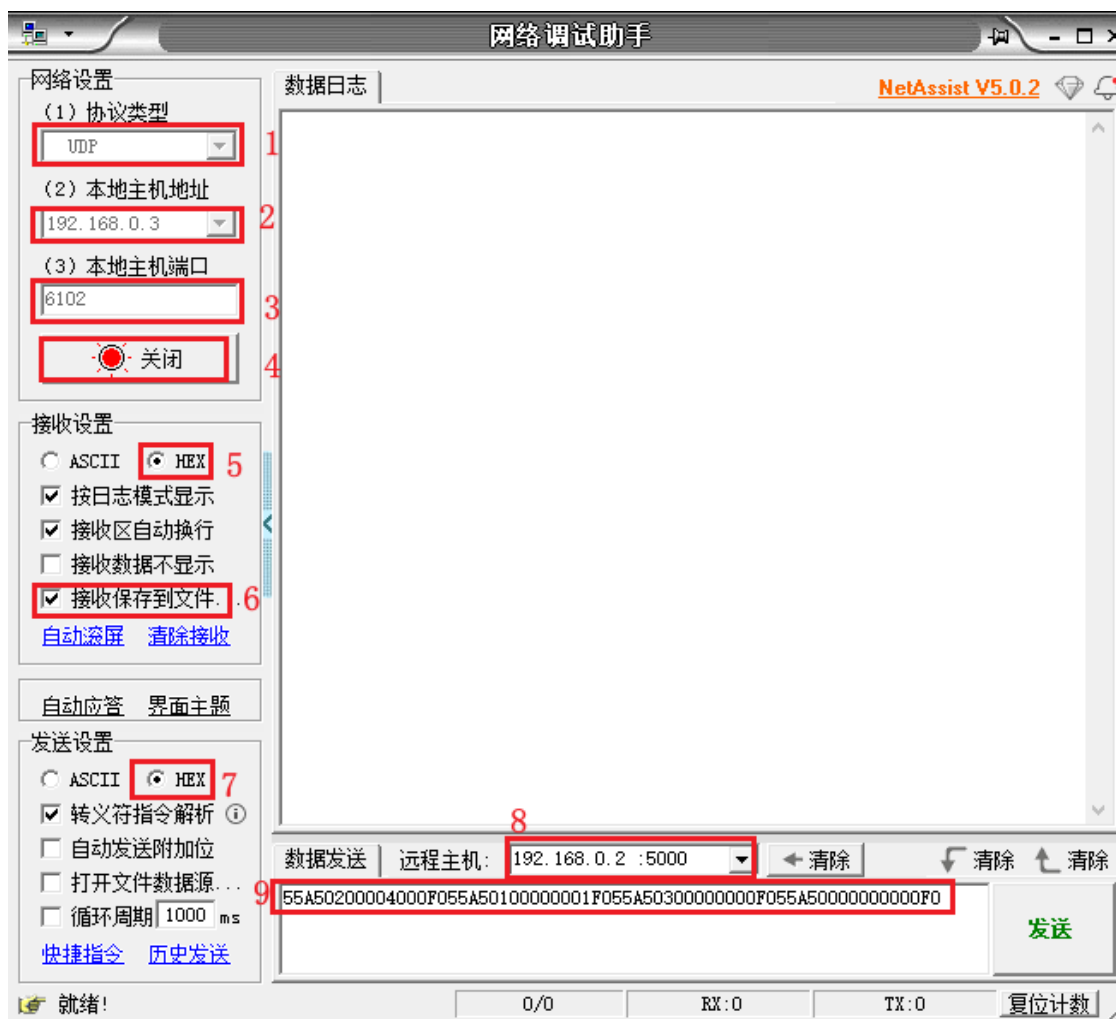 网络调试助手
网络设置
(1) 协议类型
UDP
1
(2) 本地主机地址
192.168.0.3
2
(3) 本地主机端口
6102
3
关闭
4
接收设置
ASCII HEX 5
按日志模式显示
接收区自动换行
接收数据不显示
接收保存到文件... 6
自动滚屏 清除接收
自动应答 界面主题
发送设置
ASCII HEX 7
转义符指令解析
自动发送附加位
打开文件数据源...
循环周期 1000 ms
快捷指令 历史发送
数据日志
NetAssist V5.0.2
8
数据发送 远程主机: 192.168.0.2 :5000 清除 清除 清除
9
55A50200004000F055A50100000001F055A50300000000F055A50000000000F0
发送
就绪! 0/0 RX:0 TX:0 复位计数